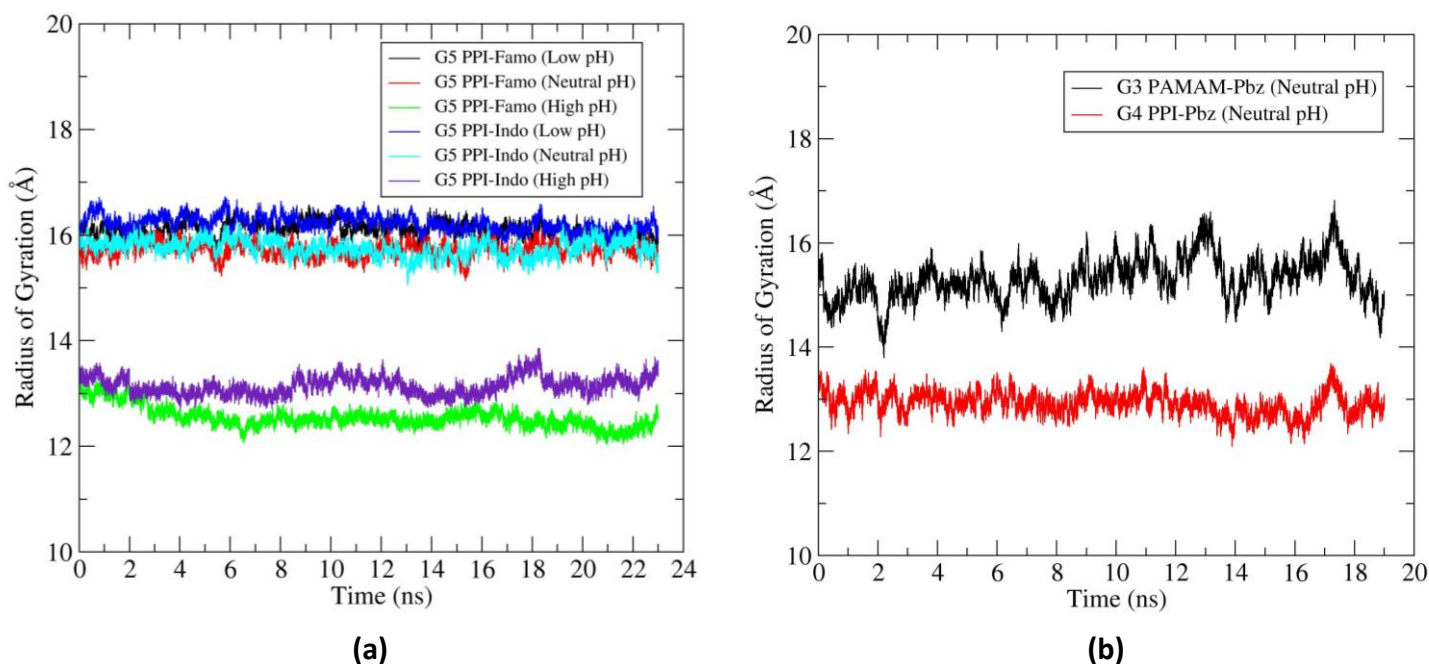 20
18
16
14
12
10
Radius of Gyration (Å)
G5 PPI-Famo (Low pH)
G5 PPI-Famo (Neutral pH)
G5 PPI-Famo (High pH)
G5 PPI-Indo (Low pH)
G5 PPI-Indo (Neutral pH)
G5 PPI-Indo (High pH)
0 2 4 6 8 10 12 14 16 18 20 22 24
Time (ns)
(a)
20
18
16
14
12
10
Radius of Gyration (Å)
G3 PAMAM-Pbz (Neutral pH)
G4 PPI-Pbz (Neutral pH)
0 2 4 6 8 10 12 14 16 18 20
Time (ns)
(b)